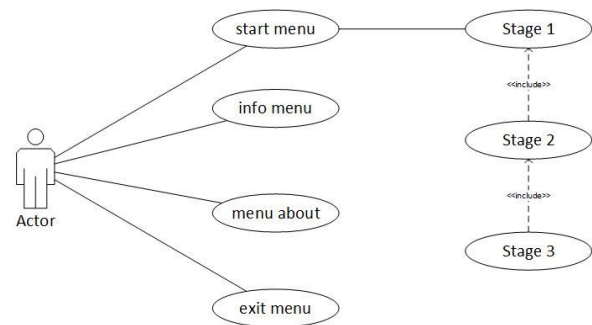 start menu
Stage 1
<<include>>
info menu
Stage 2
<<include>>
Actor
menu about
Stage 3
exit menu